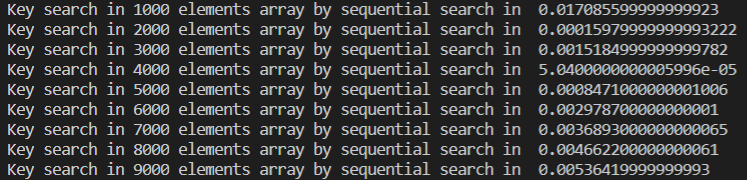 Key search in 1000 elements array by sequential search in  0.017085599999999923
Key search in 2000 elements array by sequential search in  0.00015979999999993222
Key search in 3000 elements array by sequential search in  0.0015184999999999782
Key search in 4000 elements array by sequential search in  5.0400000000005996e-05
Key search in 5000 elements array by sequential search in  0.0008471000000001006
Key search in 6000 elements array by sequential search in  0.002978700000000001
Key search in 7000 elements array by sequential search in  0.0036893000000000065
Key search in 8000 elements array by sequential search in  0.004662200000000061
Key search in 9000 elements array by sequential search in  0.00536419999999993